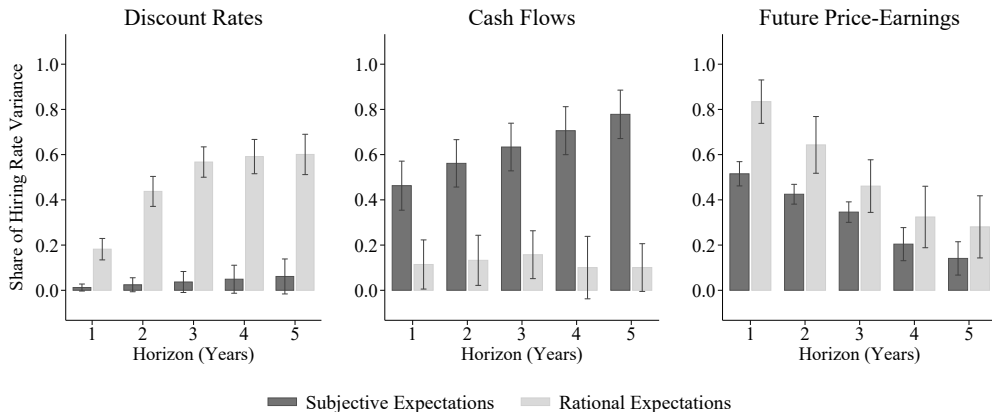 Discount Rates
Cash Flows
Future Price-Earnings
Share of Hiring Rate Variance
1.0
0.8
0.6
0.4
0.2
0.0
1 2 3 4 5
Horizon (Years)
1.0
0.8
0.6
0.4
0.2
0.0
1 2 3 4 5
Horizon (Years)
1.0
0.8
0.6
0.4
0.2
0.0
1 2 3 4 5
Horizon (Years)
Subjective Expectations
Rational Expectations